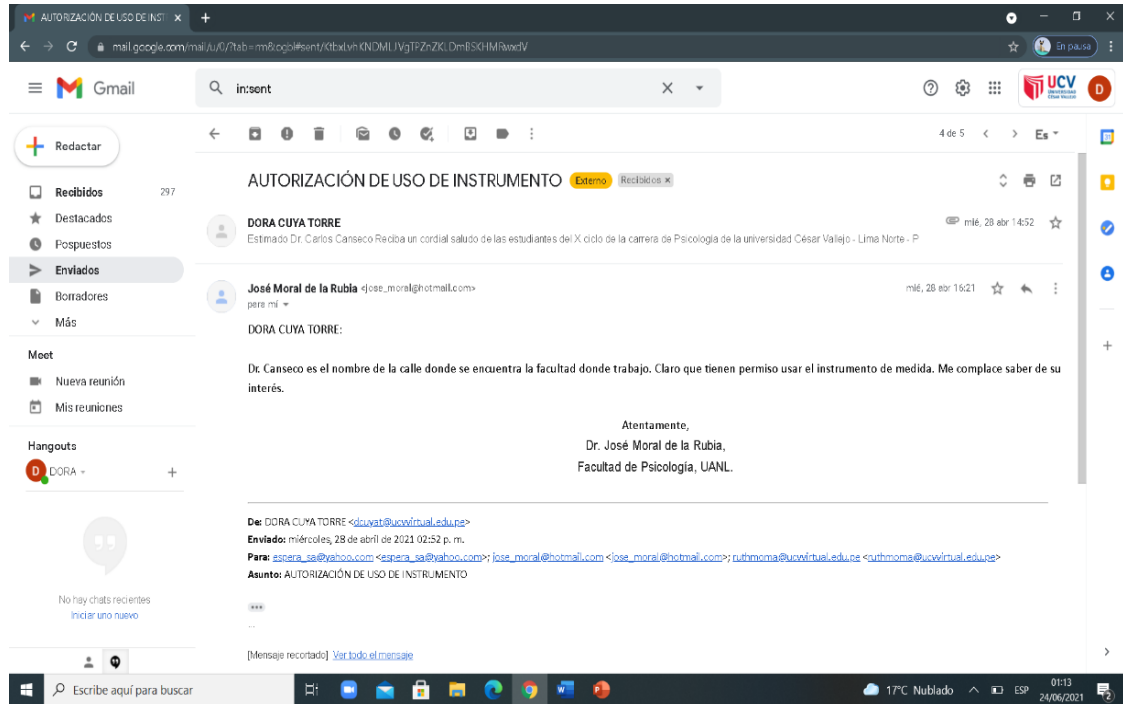 AUTORIZACIÓN DE USO DE INSTI
mail.google.com/mail/u/0/?tab=rm&ogbl#sent/
En pausa
Gmail
in:sent
UCV
UNIVERSIDAD
CÉSAR VALLEJO
D
Redactar
4 de 5
Es
Recibidos 297
Destacados
Pospuestos
Enviados
Borradores
Más
Meet
Nueva reunión
Mis reuniones
Hangouts
D DORA
No hay chats recientes
Iniciar uno nuevo
AUTORIZACIÓN DE USO DE INSTRUMENTO Externo Recibidos x
DORA CUYA TORRE mié, 28 abr 14:52
Estimado Dr. Carlos Canseco Reciba un cordial saludo de las estudiantes del X ciclo de la carrera de Psicología de la universidad César Vallejo - Lima Norte - P
José Moral de la Rubia <jose_moral@hotmail.com> mié, 28 abr 16:21
para mí
DORA CUYA TORRE:
Dr. Canseco es el nombre de la calle donde se encuentra la facultad donde trabajo. Claro que tienen permiso usar el instrumento de medida. Me complace saber de su
interés.
Atentamente,
Dr. José Moral de la Rubia,
Facultad de Psicología, UANL.
De: DORA CUYA TORRE <dcuyat@ucvvirtual.edu.pe>
Enviado: miércoles, 28 de abril de 2021 02:52 p. m.
Para: espera_sa@yahoo.com <espera_sa@yahoo.com>; jose_moral@hotmail.com <jose_moral@hotmail.com>; ruthmoma@ucvvirtual.edu.pe <ruthmoma@ucvvirtual.edu.pe>
Asunto: AUTORIZACIÓN DE USO DE INSTRUMENTO
...
[Mensaje recortado] Ver todo el mensaje
Escribe aquí para buscar
17°C Nublado
ESP
01:13
24/06/2021
2